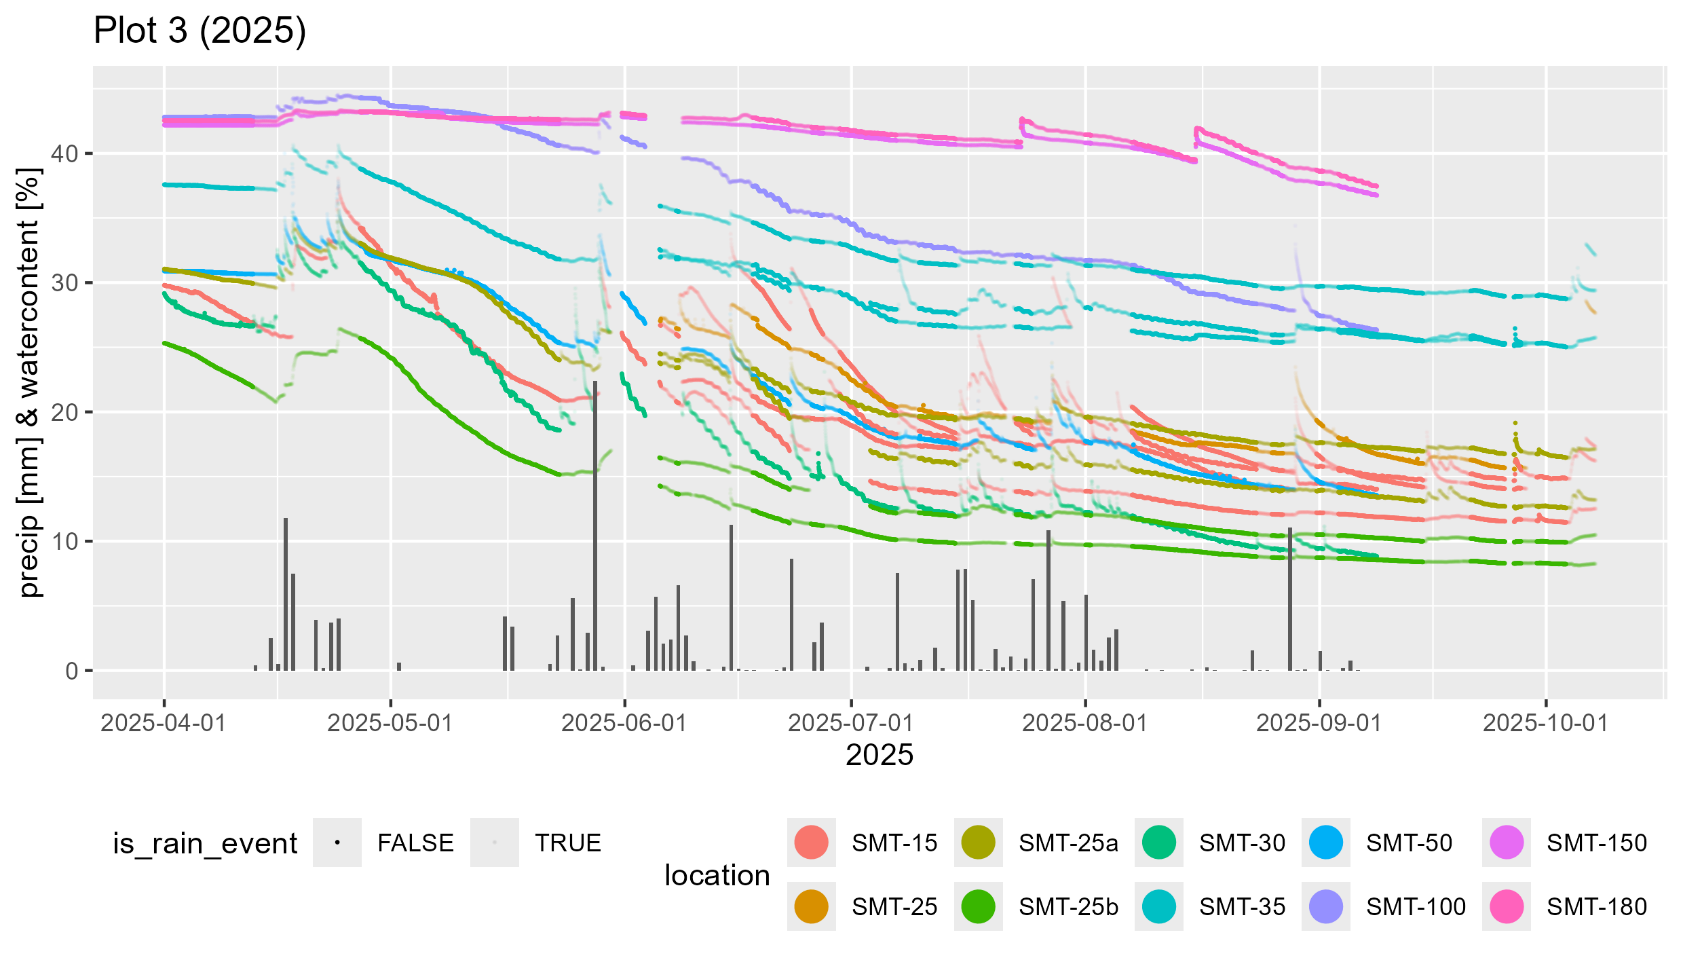 Plot 3 (2025)
precip [mm] & watercontent [%]
40
30
20
10
0
2025-04-01 2025-05-01 2025-06-01 2025-07-01 2025-08-01 2025-09-01 2025-10-01
2025
is_rain_event FALSE TRUE
location
SMT-15 SMT-25a SMT-30 SMT-50 SMT-150
SMT-25 SMT-25b SMT-35 SMT-100 SMT-180